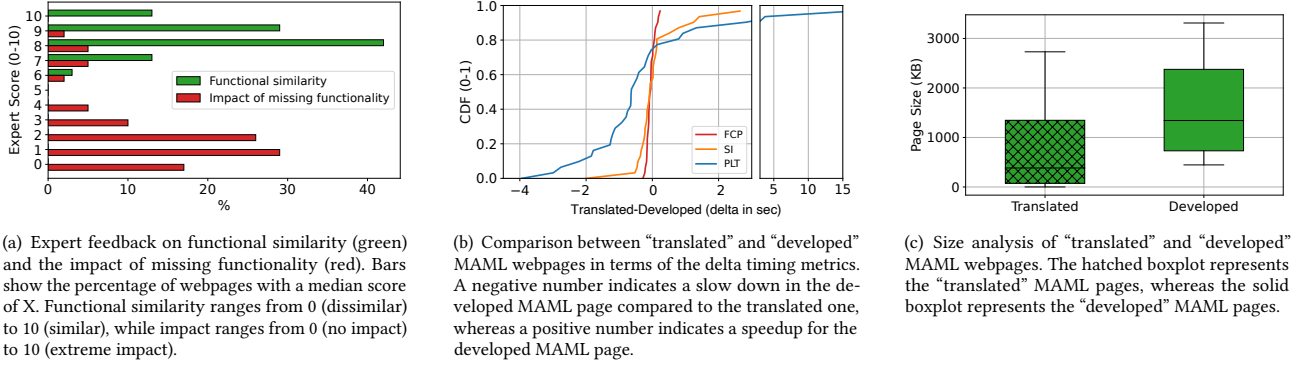 10
9
8
7
6
5
4
3
2
1
0
Expert Score (0-10)
Functional similarity
Impact of missing functionality
0 10 20 30 40
%
(a) Expert feedback on functional similarity (green)
and the impact of missing functionality (red). Bars
show the percentage of webpages with a median score
of X. Functional similarity ranges from 0 (dissimilar)
to 10 (similar), while impact ranges from 0 (no impact)
to 10 (extreme impact).
1.0
0.8
0.6
0.4
0.2
0.0
CDF (0-1)
FCP
SI
PLT
−4 −2 0 2 5 10 15
Translated-Developed (delta in sec)
(b) Comparison between “translated” and “developed”
MAML webpages in terms of the delta timing metrics.
A negative number indicates a slow down in the de-
veloped MAML page compared to the translated one,
whereas a positive number indicates a speedup for the
developed MAML page.
3000
2000
1000
0
Page Size (KB)
Translated Developed
(c) Size analysis of “translated” and “developed”
MAML webpages. The hatched boxplot represents
the “translated” MAML pages, whereas the solid
boxplot represents the “developed” MAML pages.